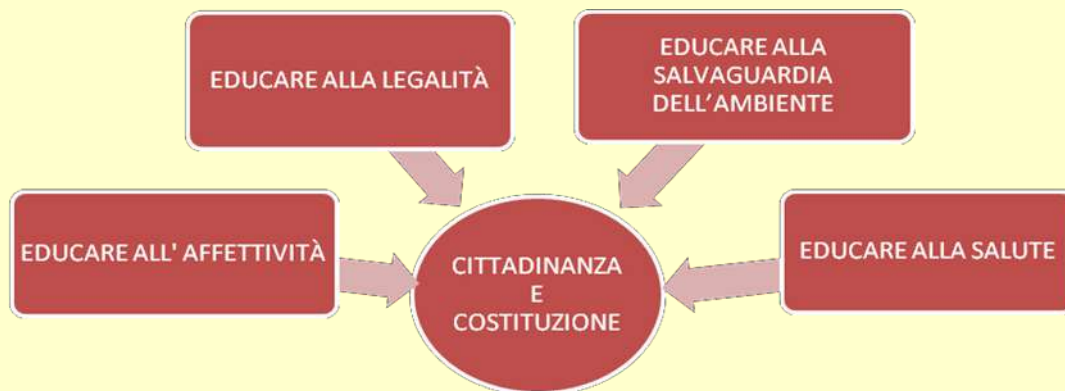 EDUCARE ALLA LEGALITÀ
EDUCARE ALLA
SALVAGUARDIA
DELL'AMBIENTE
EDUCARE ALL' AFFETTIVITÀ
EDUCARE ALLA SALUTE
CITTADINANZA
E
COSTITUZIONE